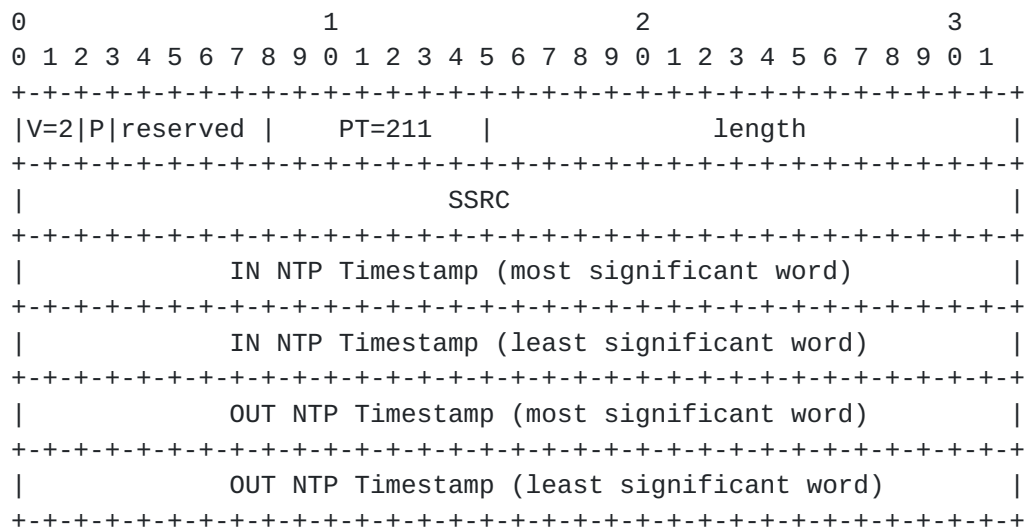 0                   1                   2                   3
0 1 2 3 4 5 6 7 8 9 0 1 2 3 4 5 6 7 8 9 0 1 2 3 4 5 6 7 8 9 0 1
+-+-+-+-+-+-+-+-+-+-+-+-+-+-+-+-+-+-+-+-+-+-+-+-+-+-+-+-+-+-+-+-+
|V=2|P|reserved |    PT=211   |              length             |
+-+-+-+-+-+-+-+-+-+-+-+-+-+-+-+-+-+-+-+-+-+-+-+-+-+-+-+-+-+-+-+-+
|                           SSRC                                |
+-+-+-+-+-+-+-+-+-+-+-+-+-+-+-+-+-+-+-+-+-+-+-+-+-+-+-+-+-+-+-+-+
|             IN NTP Timestamp (most significant word)          |
+-+-+-+-+-+-+-+-+-+-+-+-+-+-+-+-+-+-+-+-+-+-+-+-+-+-+-+-+-+-+-+-+
|             IN NTP Timestamp (least significant word)         |
+-+-+-+-+-+-+-+-+-+-+-+-+-+-+-+-+-+-+-+-+-+-+-+-+-+-+-+-+-+-+-+-+
|             OUT NTP Timestamp (most significant word)         |
+-+-+-+-+-+-+-+-+-+-+-+-+-+-+-+-+-+-+-+-+-+-+-+-+-+-+-+-+-+-+-+-+
|             OUT NTP Timestamp (least significant word)        |
+-+-+-+-+-+-+-+-+-+-+-+-+-+-+-+-+-+-+-+-+-+-+-+-+-+-+-+-+-+-+-+-+